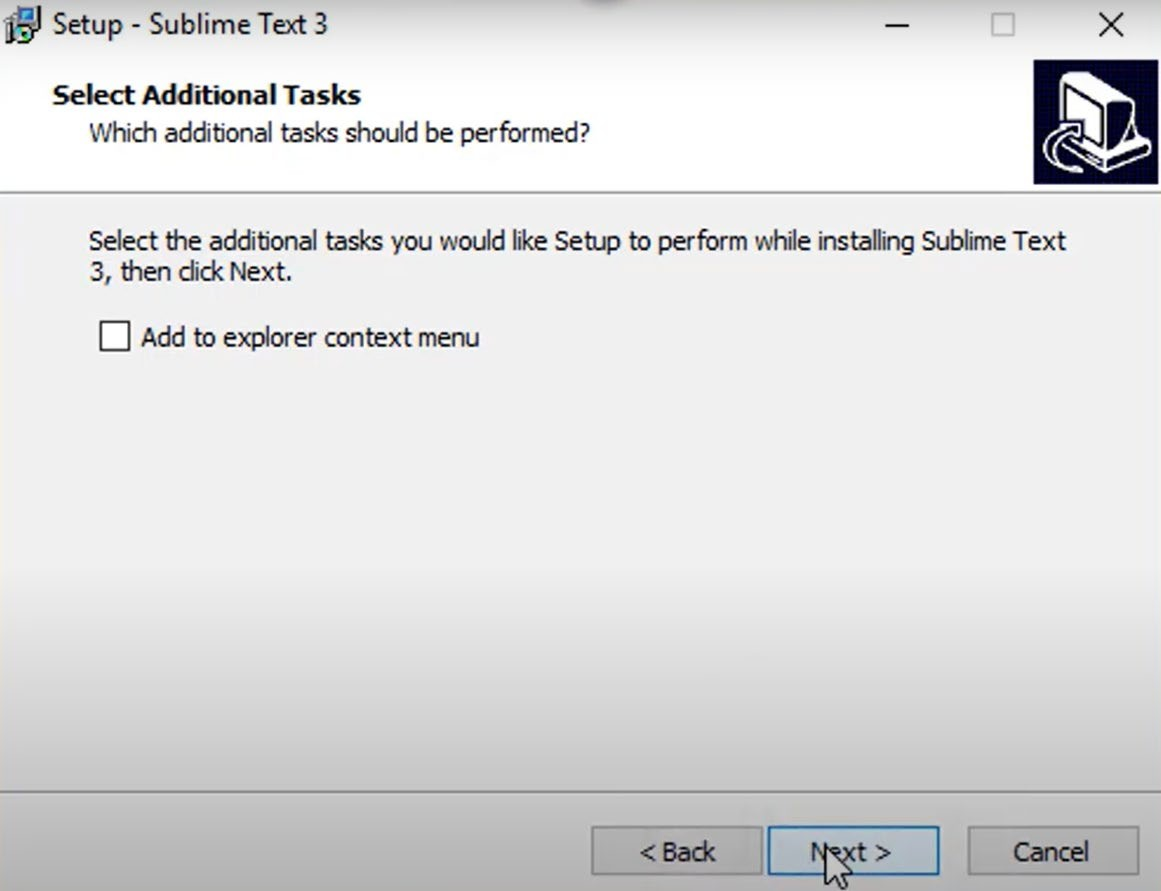 Setup - Sublime Text 3
Select Additional Tasks
Which additional tasks should be performed?
Select the additional tasks you would like Setup to perform while installing Sublime Text
3, then click Next.
Add to explorer context menu
< Back
Next >
Cancel